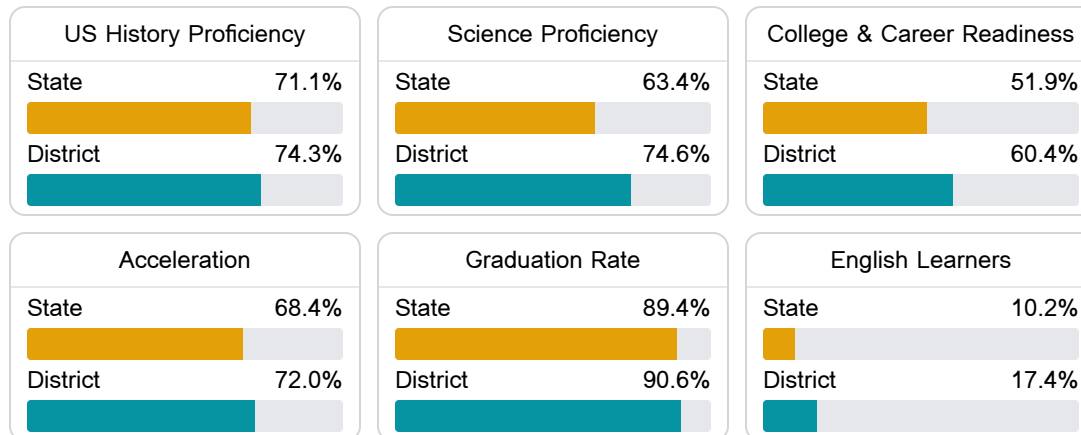 US History Proficiency
State 71.1%
District 74.3%
Science Proficiency
State 63.4%
District 74.6%
College & Career Readiness
State 51.9%
District 60.4%
Acceleration
State 68.4%
District 72.0%
Graduation Rate
State 89.4%
District 90.6%
English Learners
State 10.2%
District 17.4%